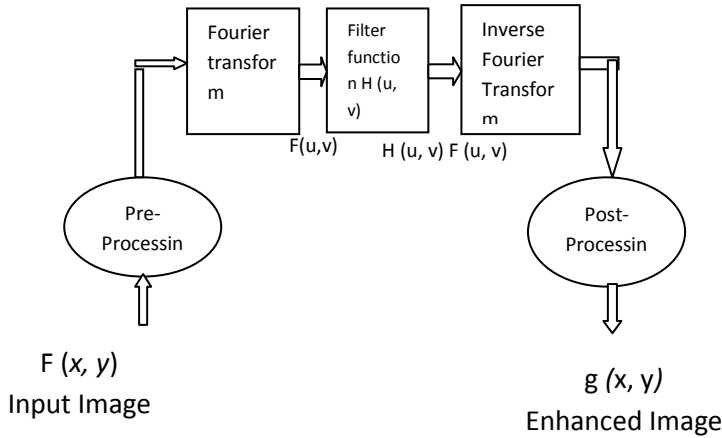 Fourier
transfor
m
Filter
functio
n H (u,
v)
Inverse
Fourier
Transfor
m
F(u,v)
H (u, v) F (u, v)
Pre-
Processin
Post-
Processin
F (x, y)
Input Image
g (x, y)
Enhanced Image